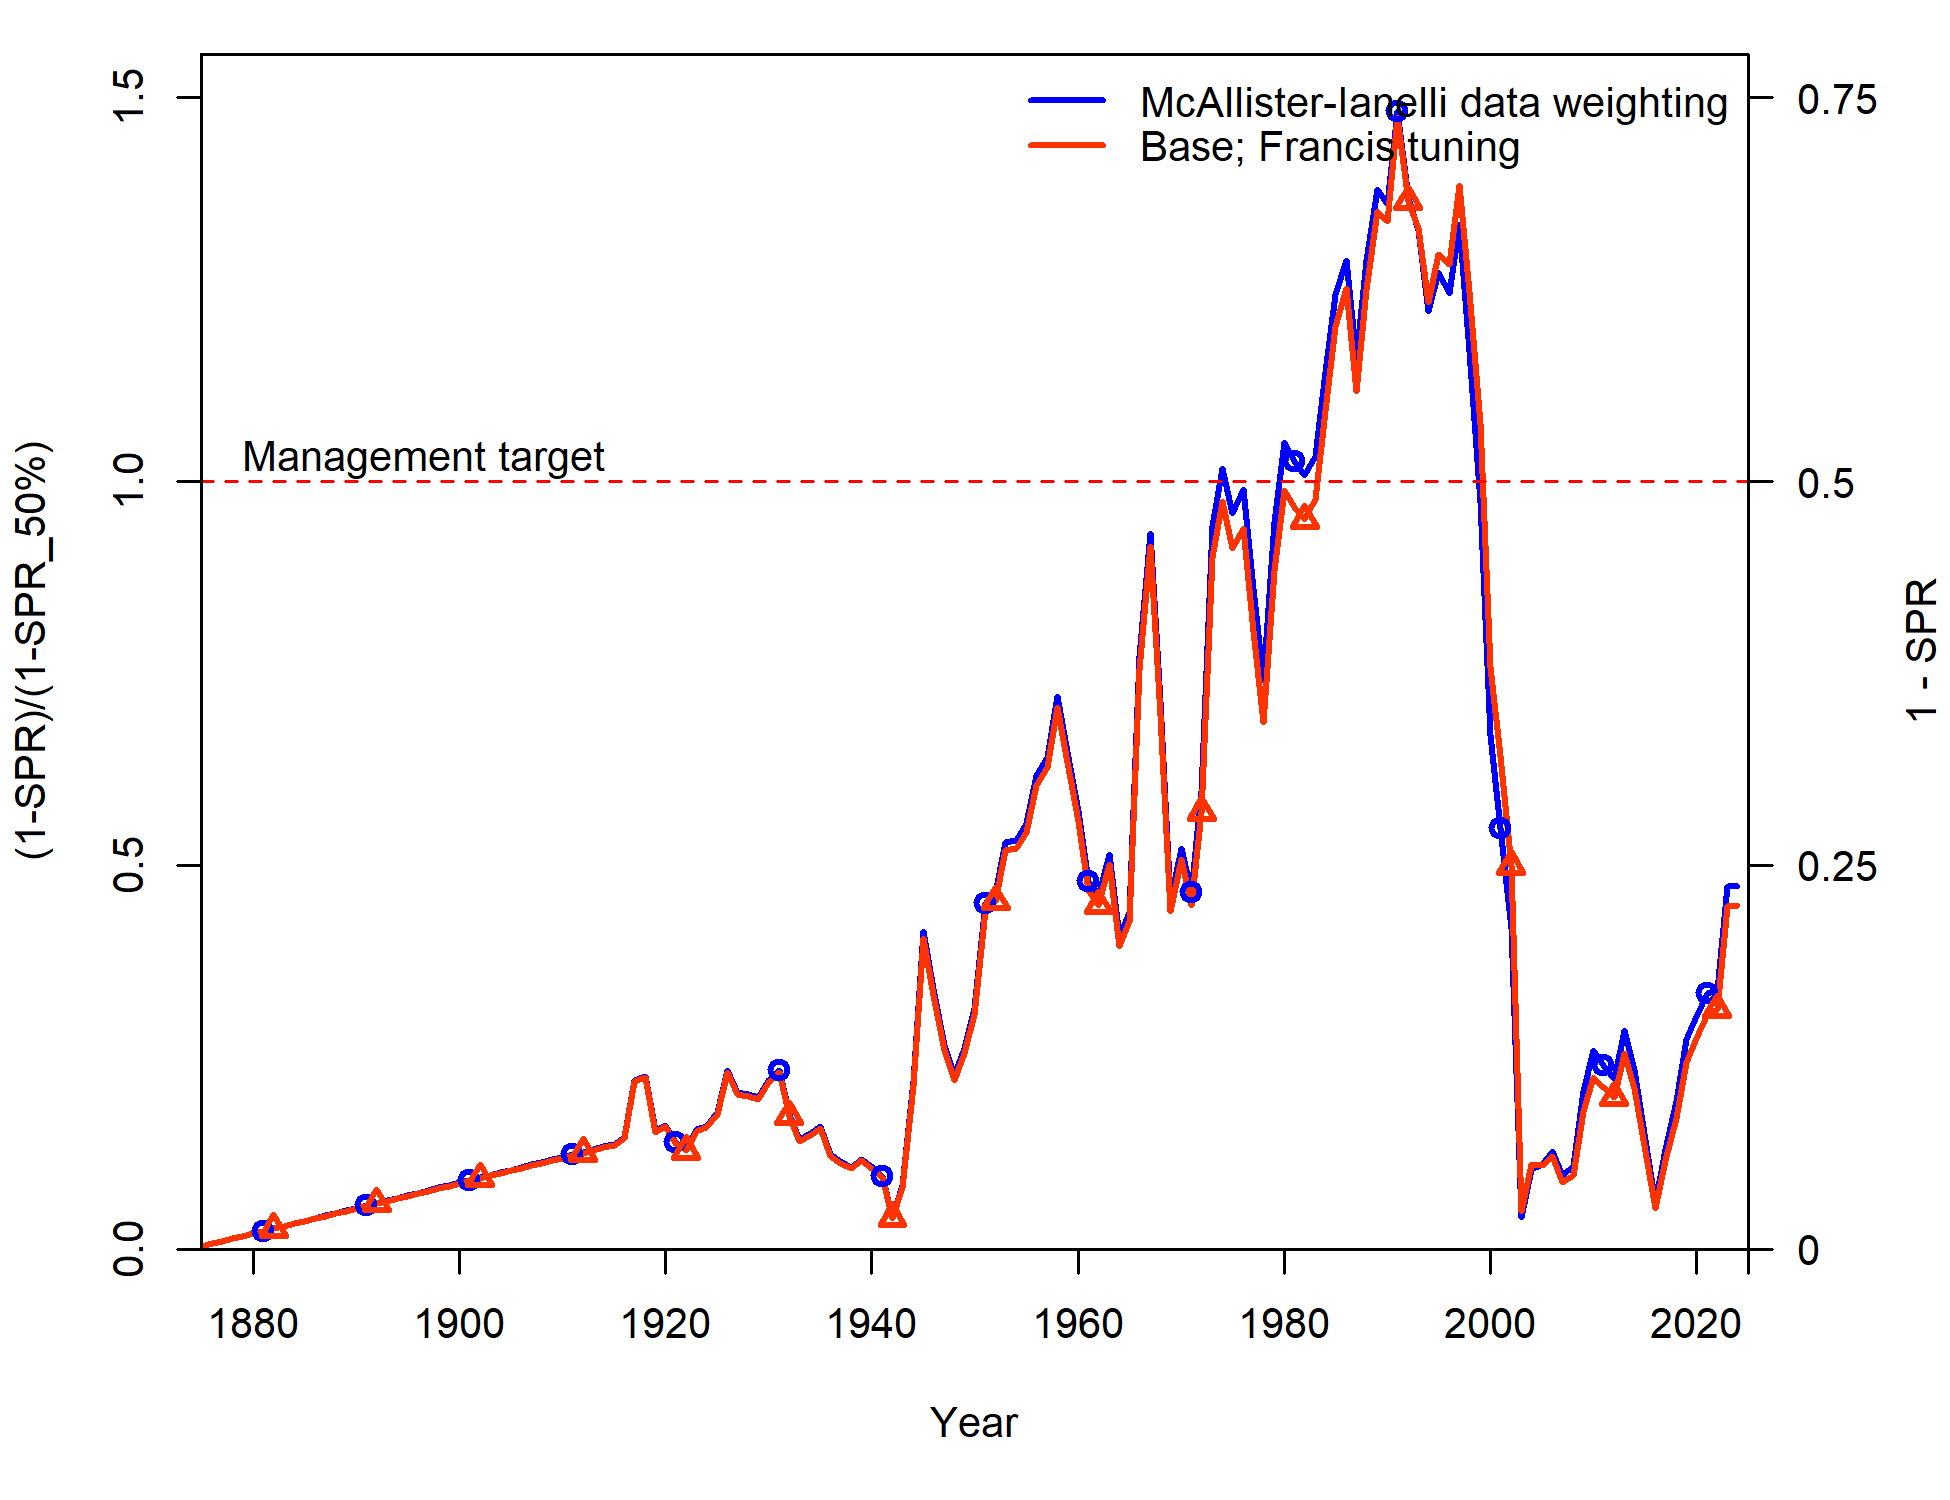 McAllister-Ianelli data weighting
Base; Francis tuning
Management target
(1-SPR)/(1-SPR_50%)
0.0
0.5
1.0
1.5
1 - SPR
0
0.25
0.5
0.75
1880
1900
1920
1940
1960
1980
2000
2020
Year